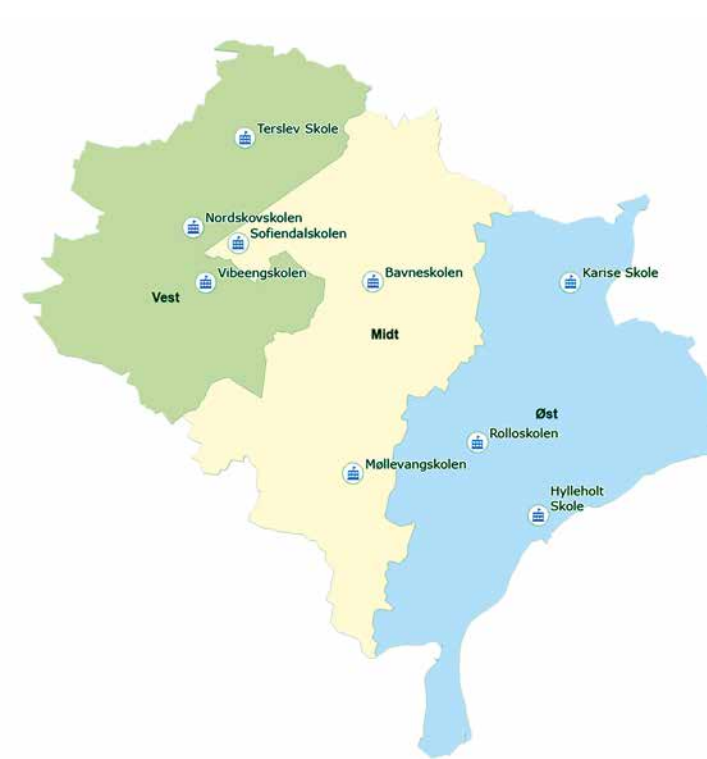 Terslev Skole
Nordskovskolen
Sofiendalskolen
Vibeengskolen
Bavneskolen
Karise Skole
Vest
Midt
Øst
Rolloskolen
Møllevangskolen
Hylleholt
Skole